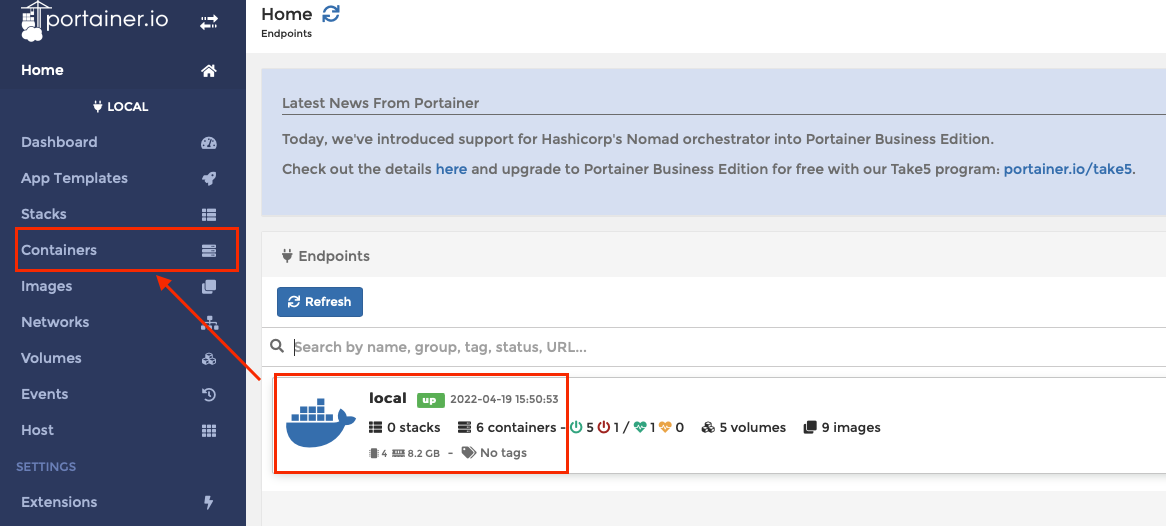 portainer.io
Home
LOCAL
Dashboard
App Templates
Stacks
Containers
Images
Networks
Volumes
Events
Host
SETTINGS
Extensions
Home
Endpoints
Latest News From Portainer
Today, we've introduced support for Hashicorp's Nomad orchestrator into Portainer Business Edition.
Check out the details here and upgrade to Portainer Business Edition for free with our Take5 program: portainer.io/take5.
Endpoints
Refresh
Search by name, group, tag, status, URL...
local up 2022-04-19 15:50:53
0 stacks 6 containers - 5 1 / 1 0 5 volumes 9 images
4 8.2 GB - No tags